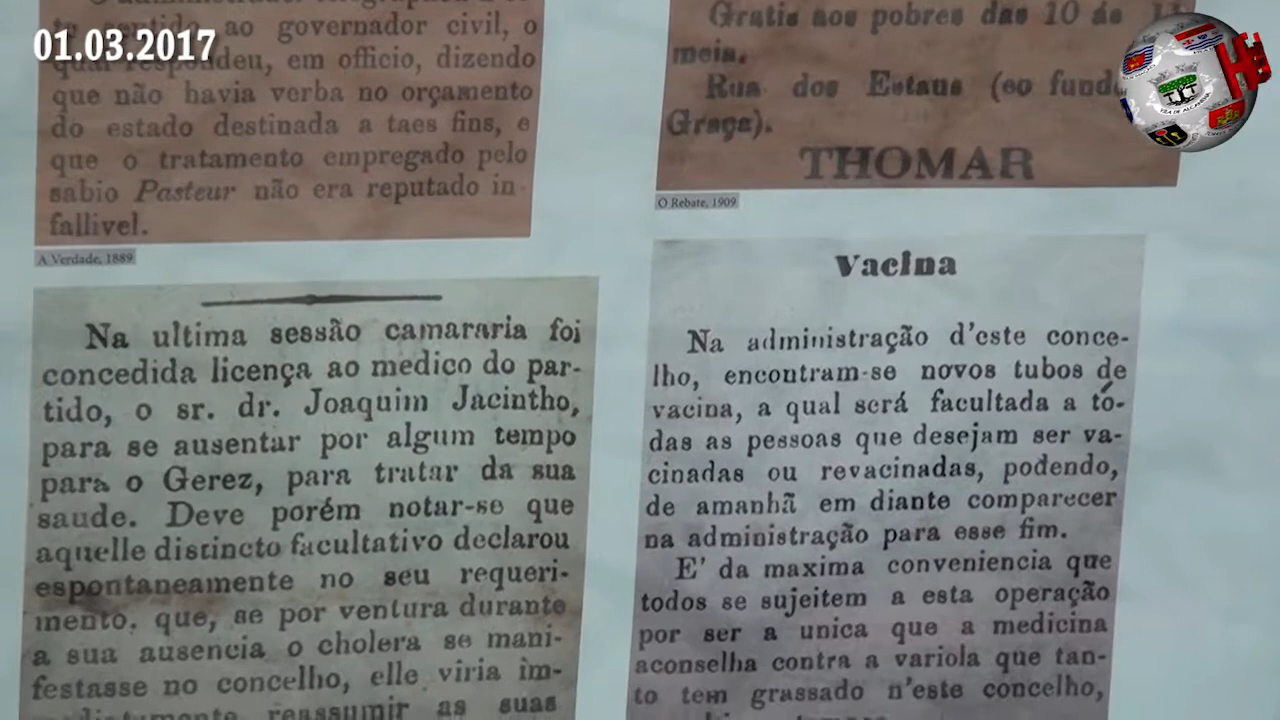 01.03.2017
ao governador civil, o
qual respondeu, em officio, dizendo
que não havia verba no orçamento
do estado destinada a taes fins, e
que o tratamento empregado pelo
sabio Pasteur não era reputado in-
fallivel.
A Verdade, 1889
Na ultima sessão camararia foi
concedida licença ao medico do par-
tido, o sr. dr. Joaquim Jacintho,
para se ausentar por algum tempo
para o Gerez, para tratar da sua
saude. Deve porém notar-se que
aquelle distincto facultativo declarou
espontaneamente no seu requeri-
mento, que, se por ventura durante
a sua ausencia o cholera se mani-
festasse no concelho, elle viria im-
mediatamente reassumir as suas
Gratis aos pobres das 10 ás 11
meia.
Rua dos Estaus (ao fundo
Graça).
THOMAR
O Rebate, 1909
Vacina
Na administração d'este conce-
lho, encontram-se novos tubos de
vacina, a qual será facultada a tó-
das as pessoas que desejam ser va-
cinadas ou revacinadas, podendo,
de amanhã em diante comparecer
na administração para esse fim.
E' da maxima conveniencia que
todos se sujeitem a esta operação
por ser a unica que a medicina
aconselha contra a variola que tan-
to tem grassado n'este concelho,